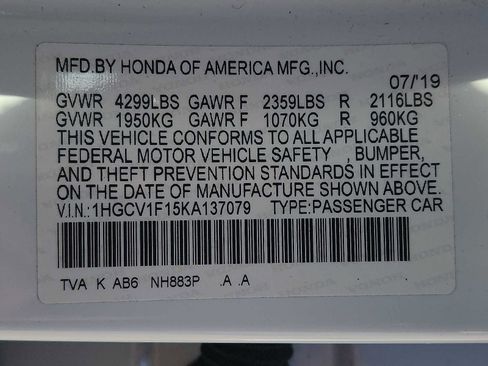 MFD.BY HONDA OF AMERICA MFG.,INC.
07/'19
GVWR 4299LBS GAWR F 2359LBS R 2116LBS
GVWR 1950KG GAWR F 1070KG R 960KG
THIS VEHICLE CONFORMS TO ALL APPLICABLE
FEDERAL MOTOR VEHICLE SAFETY , BUMPER,
AND THEFT PREVENTION STANDARDS IN EFFECT
ON THE DATE OF MANUFACTURE SHOWN ABOVE.
V.I.N.: 1HGCV1F15KA137079 TYPE:PASSENGER CAR
TVA K AB6 NH883P .A .A